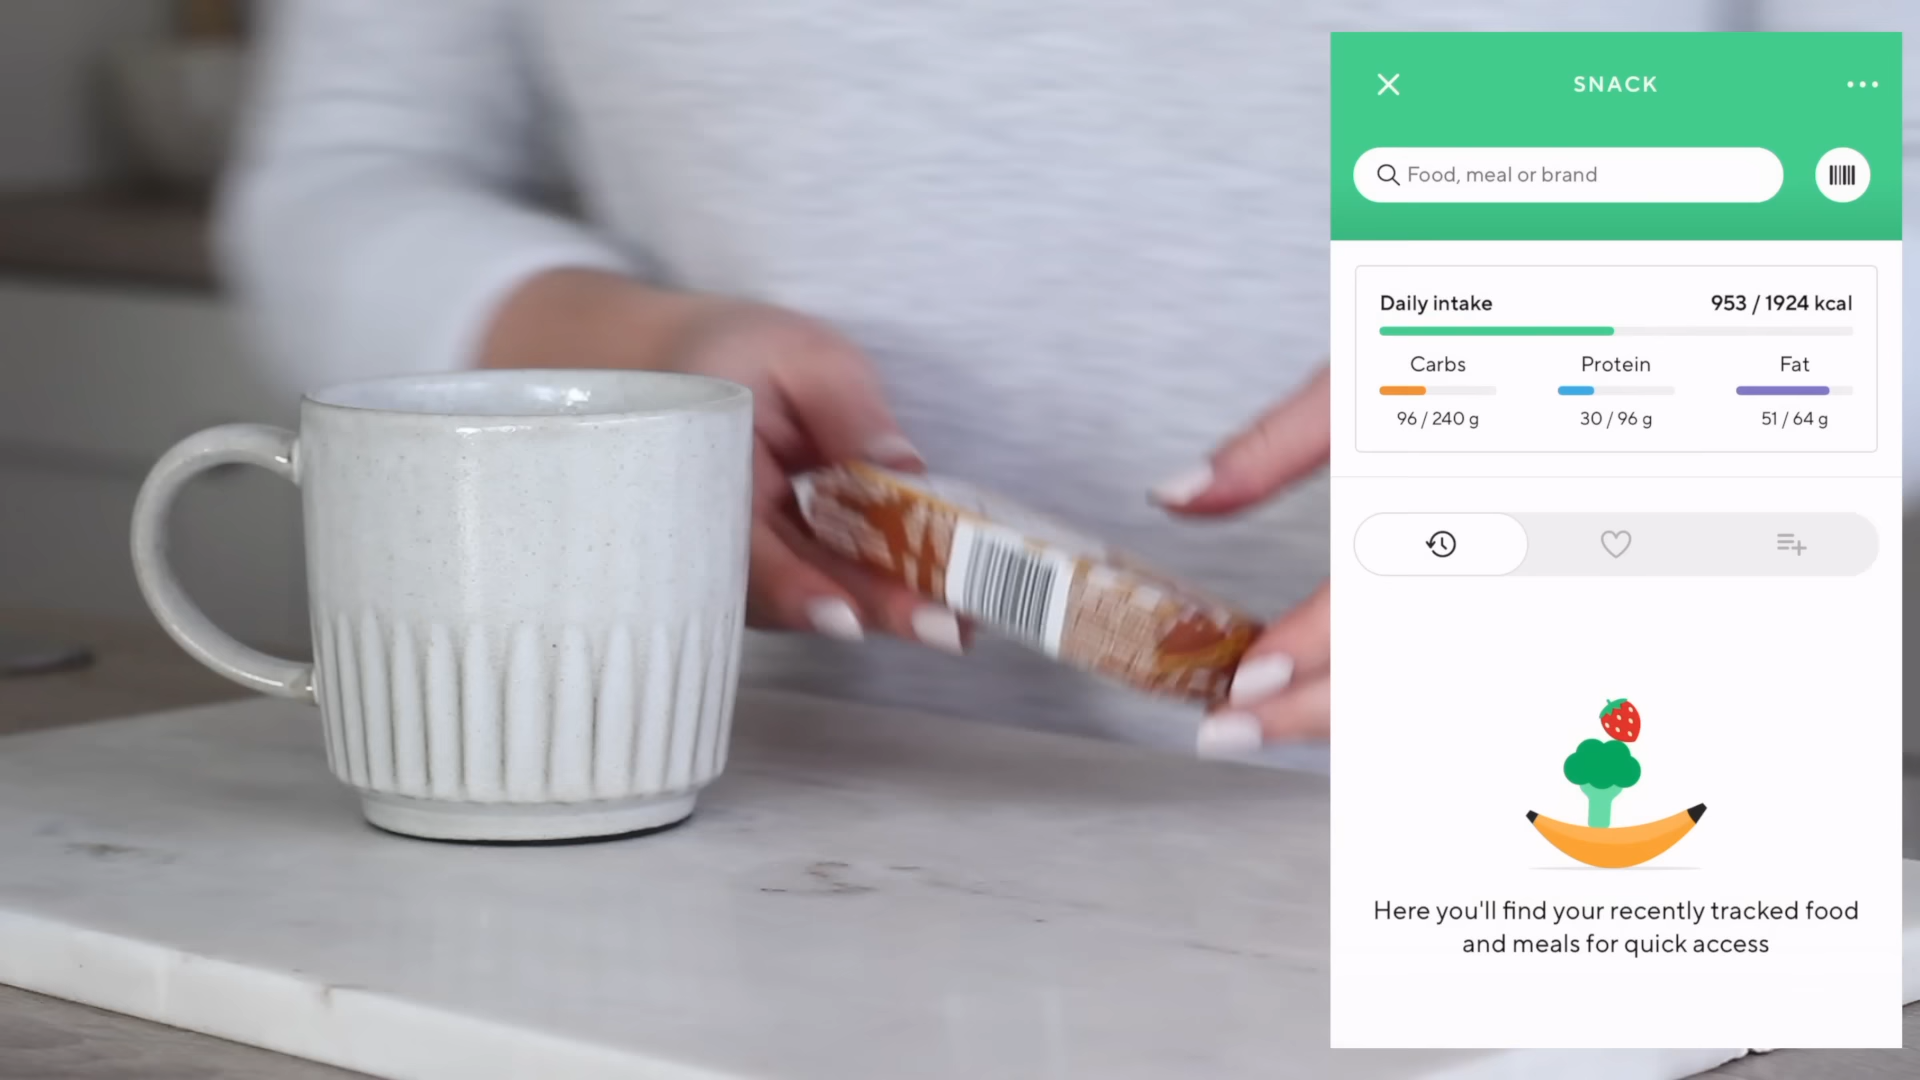 SNACK
Food, meal or brand
Daily intake 953 / 1924 kcal
Carbs Protein Fat
96 / 240 g 30 / 96 g 51 / 64 g
Here you'll find your recently tracked food
and meals for quick access